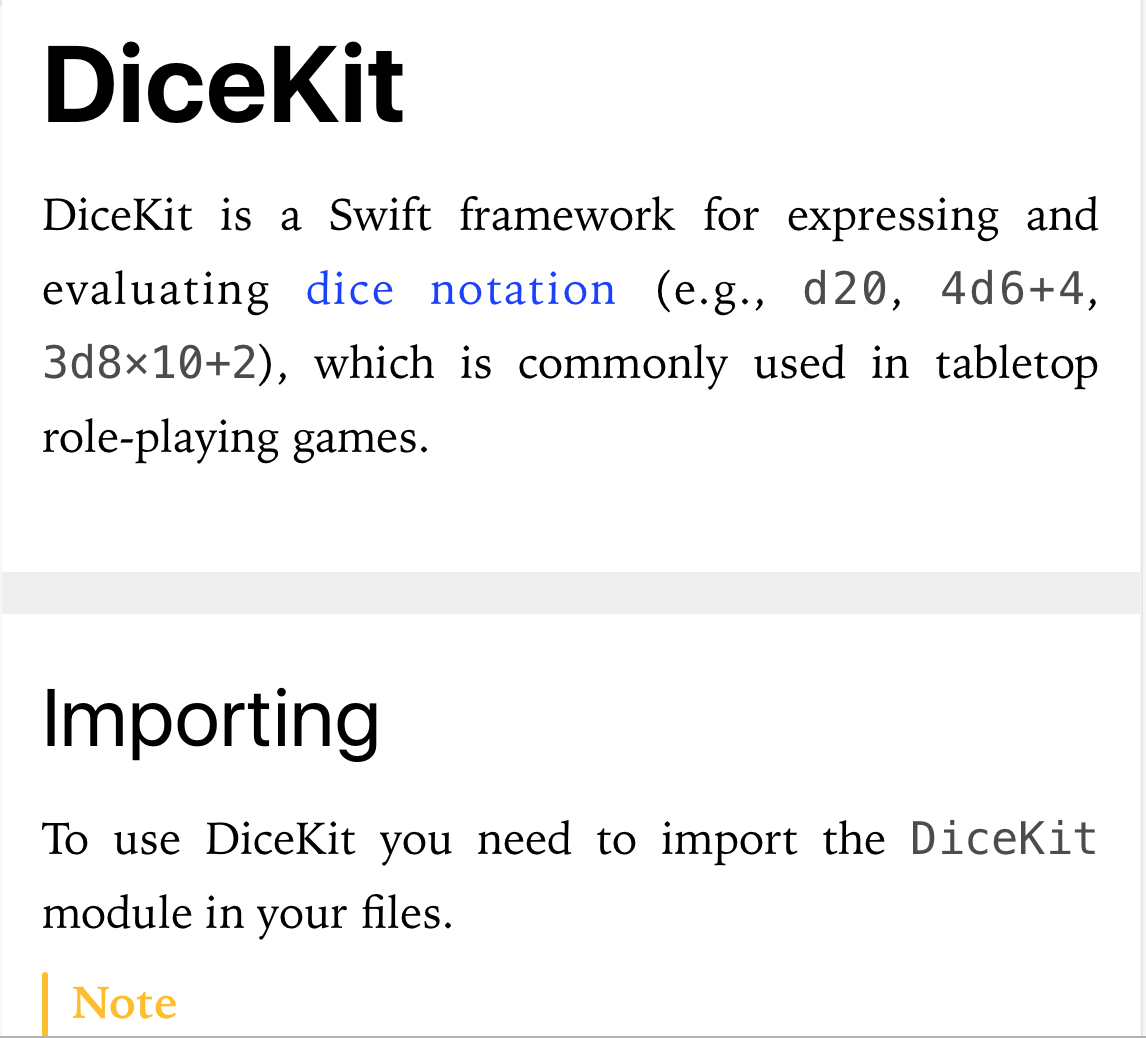 DiceKit
DiceKit is a Swift framework for expressing and
evaluating dice notation (e.g., d20, 4d6+4,
3d8×10+2), which is commonly used in tabletop
role-playing games.
Importing
To use DiceKit you need to import the DiceKit
module in your files.
Note